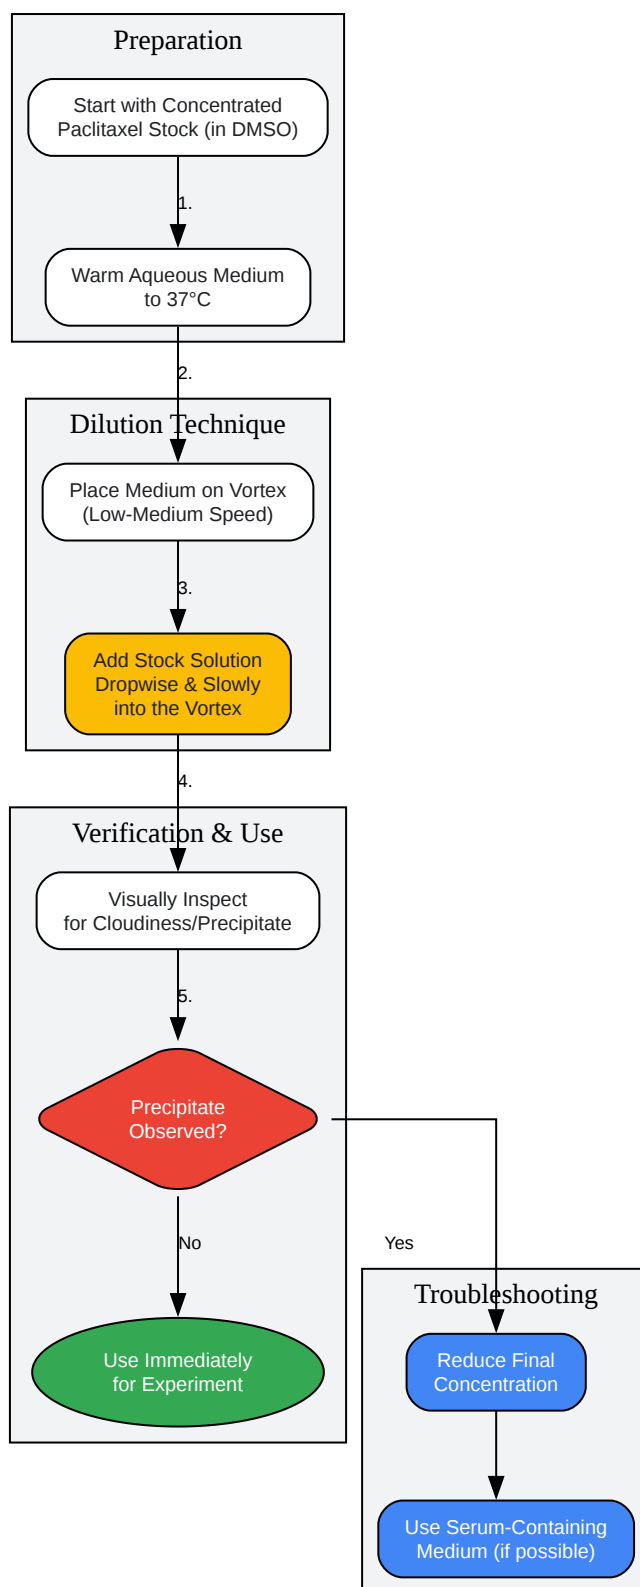 Preparation
Start with Concentrated
Paclitaxel Stock (in DMSO)
1.
Warm Aqueous Medium
to 37°C
2.
Dilution Technique
Place Medium on Vortex
(Low-Medium Speed)
3.
Add Stock Solution
Dropwise & Slowly
into the Vortex
4.
Verification & Use
Visually Inspect
for Cloudiness/Precipitate
5.
Precipitate
Observed?
No
Yes
Use Immediately
for Experiment
Troubleshooting
Reduce Final
Concentration
Use Serum-Containing
Medium (if possible)